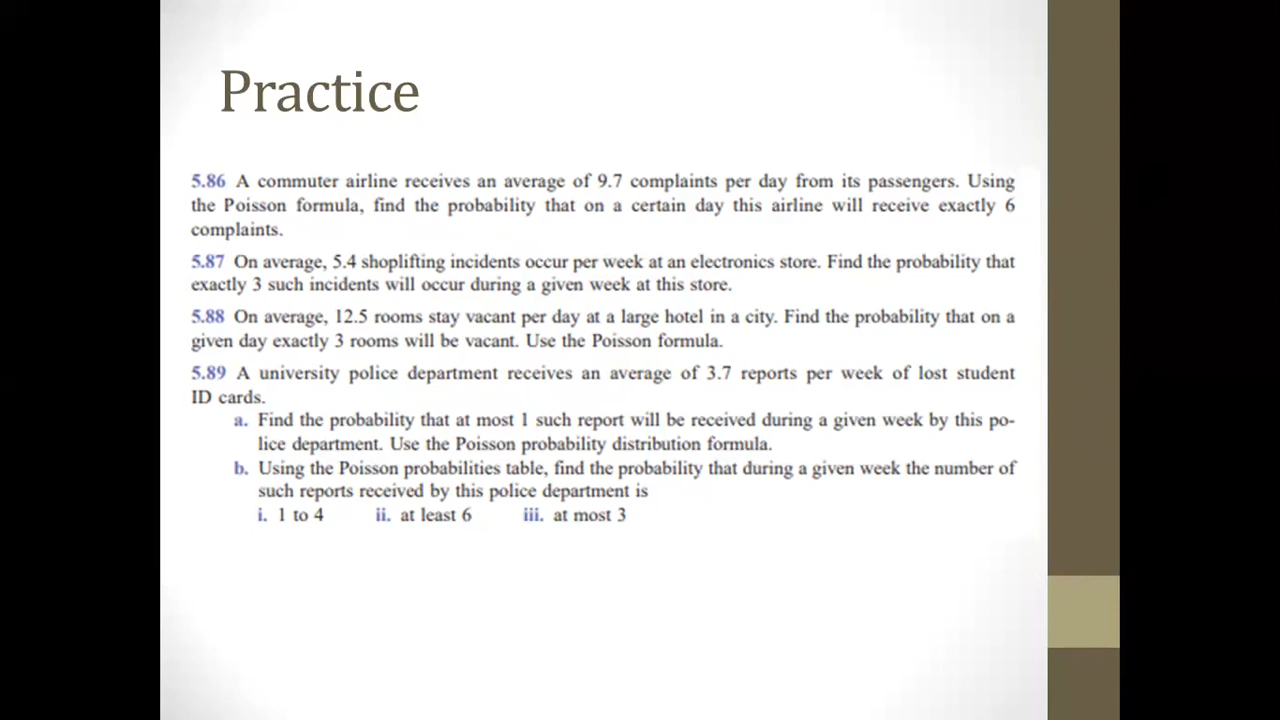 Practice
5.86 A commuter airline receives an average of 9.7 complaints per day from its passengers. Using
the Poisson formula, find the probability that on a certain day this airline will receive exactly 6
complaints.
5.87 On average, 5.4 shoplifting incidents occur per week at an electronics store. Find the probability that
exactly 3 such incidents will occur during a given week at this store.
5.88 On average, 12.5 rooms stay vacant per day at a large hotel in a city. Find the probability that on a
given day exactly 3 rooms will be vacant. Use the Poisson formula.
5.89 A university police department receives an average of 3.7 reports per week of lost student
ID cards.
a. Find the probability that at most 1 such report will be received during a given week by this po-
lice department. Use the Poisson probability distribution formula.
b. Using the Poisson probabilities table, find the probability that during a given week the number of
such reports received by this police department is
i. 1 to 4 ii. at least 6 iii. at most 3